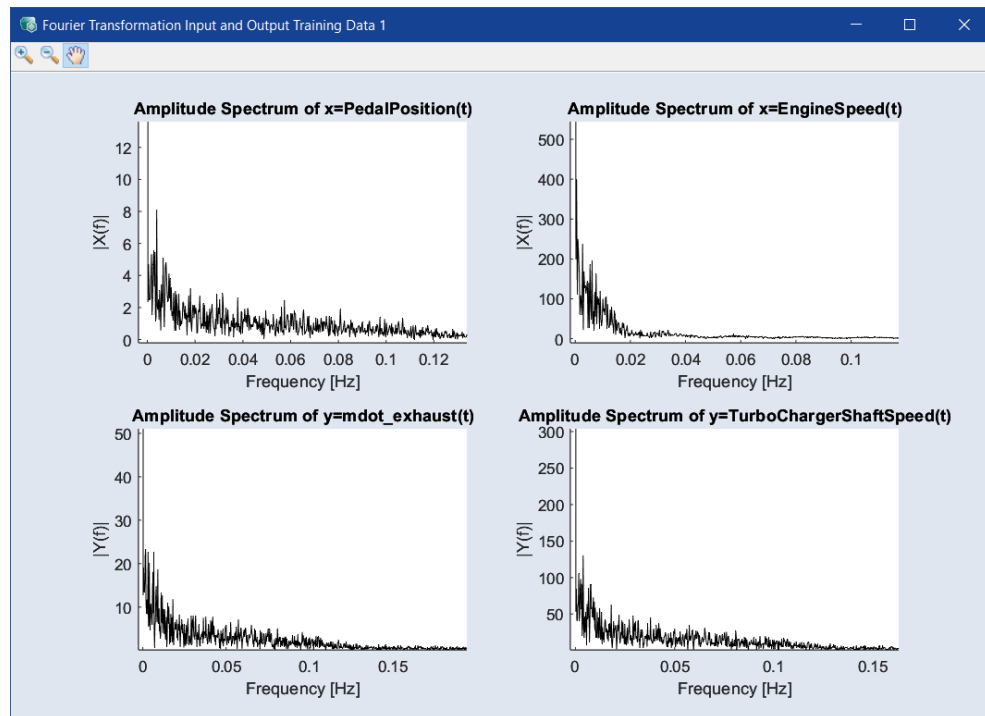 Fourier Transformation Input and Output Training Data 1
Amplitude Spectrum of x=PedalPosition(t)
|X(f)|
12
10
8
6
4
2
0
0 0.02 0.04 0.06 0.08 0.1 0.12
Frequency [Hz]
Amplitude Spectrum of x=EngineSpeed(t)
|X(f)|
500
400
300
200
100
0
0 0.02 0.04 0.06 0.08 0.1
Frequency [Hz]
Amplitude Spectrum of y=mdot_exhaust(t)
|Y(f)|
50
40
30
20
10
0 0.05 0.1 0.15
Frequency [Hz]
Amplitude Spectrum of y=TurboChargerShaftSpeed(t)
|Y(f)|
300
250
200
150
100
50
0 0.05 0.1 0.15
Frequency [Hz]